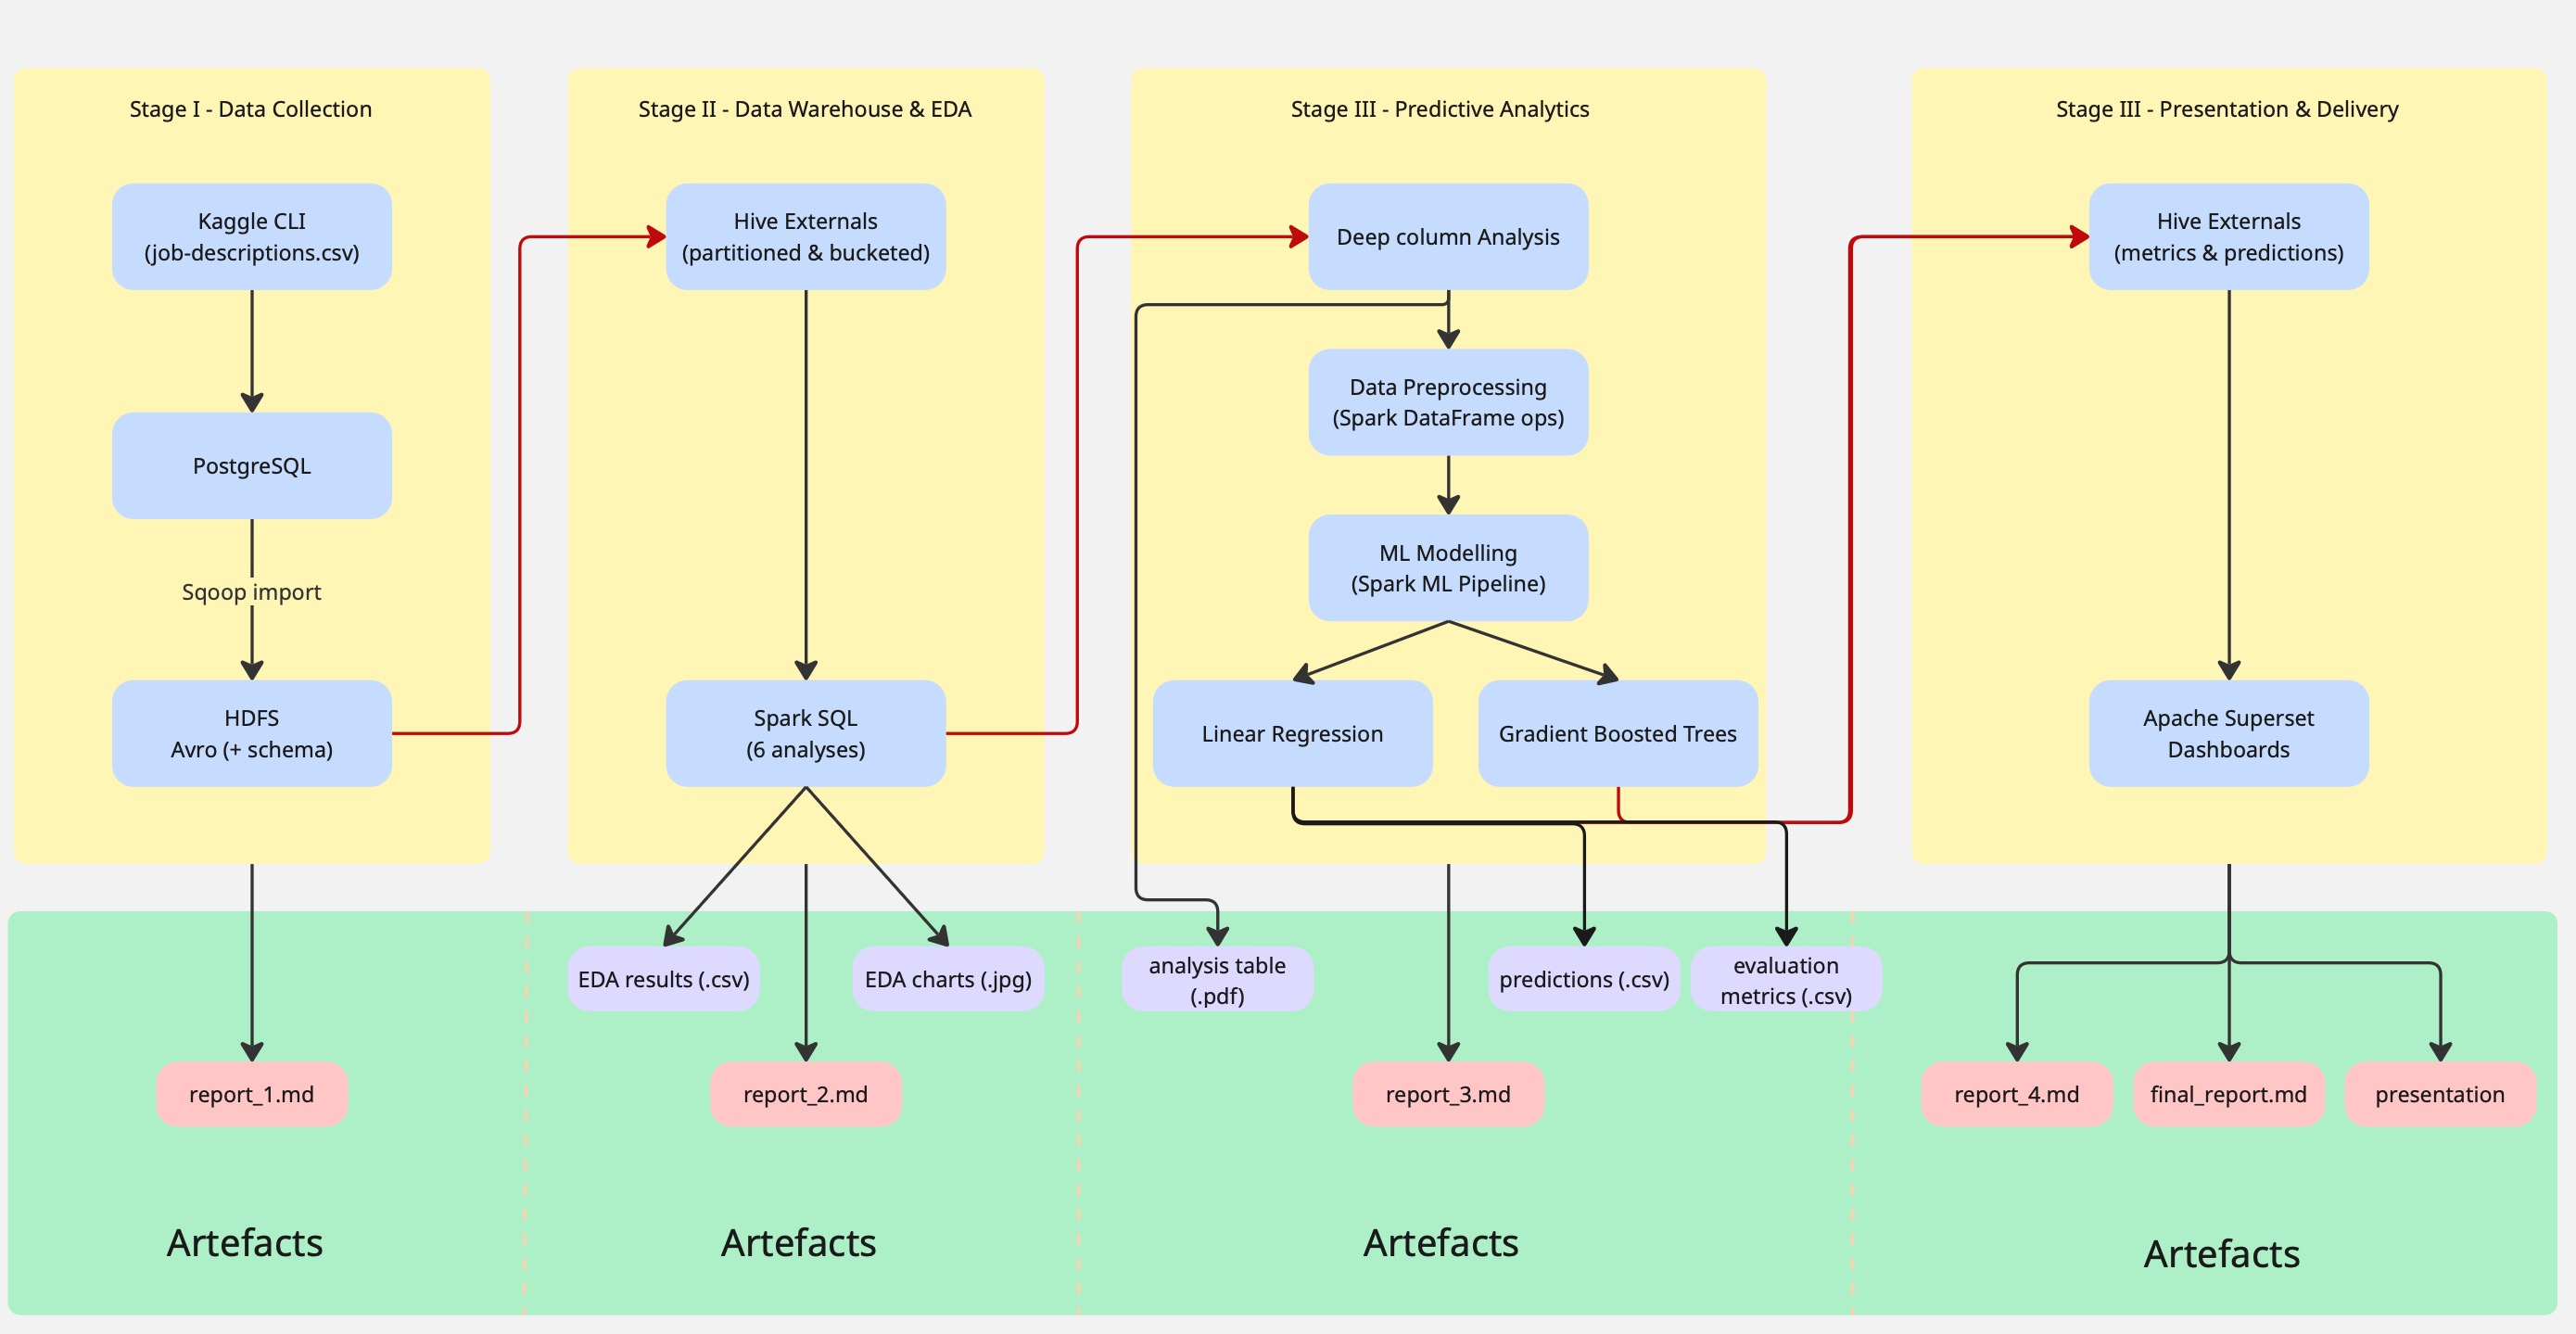 Stage I - Data Collection
Kaggle CLI
(job-descriptions.csv)
PostgreSQL
Sqoop import
HDFS
Avro (+ schema)
Stage II - Data Warehouse & EDA
Hive Externals
(partitioned & bucketed)
Spark SQL
(6 analyses)
Stage III - Predictive Analytics
Deep column Analysis
Data Preprocessing
(Spark DataFrame ops)
ML Modelling
(Spark ML Pipeline)
Linear Regression
Gradient Boosted Trees
Stage III - Presentation & Delivery
Hive Externals
(metrics & predictions)
Apache Superset
Dashboards
report_1.md
Artefacts
EDA results (.csv)
EDA charts (.jpg)
report_2.md
Artefacts
analysis table
(.pdf)
predictions (.csv)
evaluation
metrics (.csv)
report_3.md
Artefacts
report_4.md
final_report.md
presentation
Artefacts